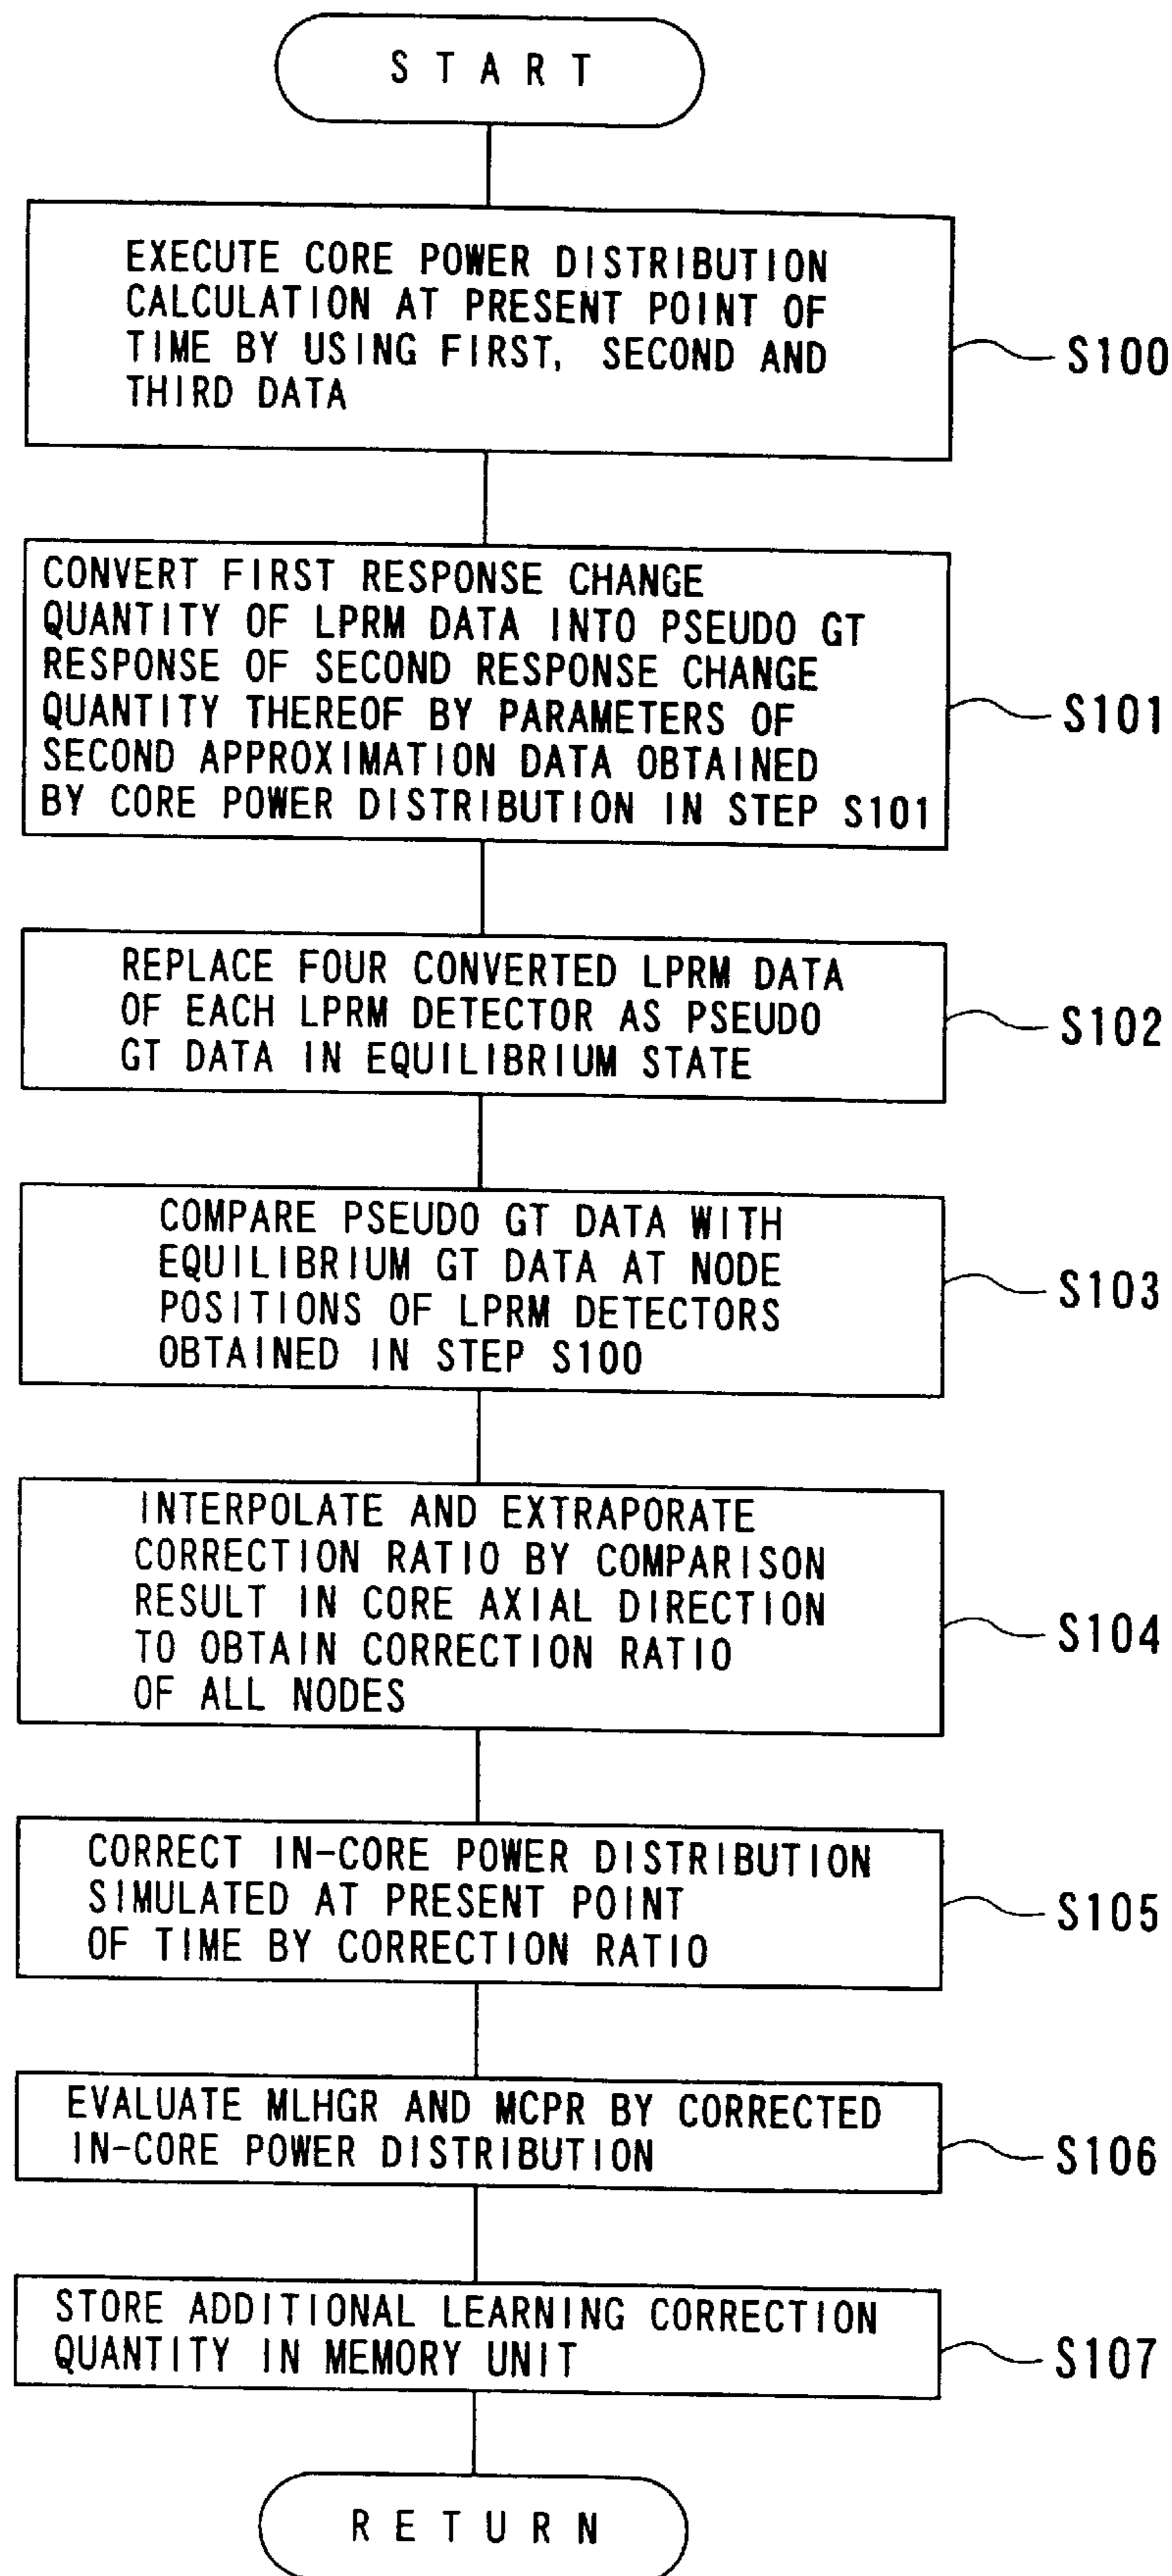 START
EXECUTE CORE POWER DISTRIBUTION
CALCULATION AT PRESENT POINT OF
TIME BY USING FIRST, SECOND AND
THIRD DATA
S100
CONVERT FIRST RESPONSE CHANGE
QUANTITY OF LPRM DATA INTO PSEUDO GT
RESPONSE OF SECOND RESPONSE CHANGE
QUANTITY THEREOF BY PARAMETERS OF
SECOND APPROXIMATION DATA OBTAINED
BY CORE POWER DISTRIBUTION IN STEP S101
S101
REPLACE FOUR CONVERTED LPRM DATA
OF EACH LPRM DETECTOR AS PSEUDO
GT DATA IN EQUILIBRIUM STATE
S102
COMPARE PSEUDO GT DATA WITH
EQUILIBRIUM GT DATA AT NODE
POSITIONS OF LPRM DETECTORS
OBTAINED IN STEP S100
S103
INTERPOLATE AND EXTRAPORATE
CORRECTION RATIO BY COMPARISON
RESULT IN CORE AXIAL DIRECTION
TO OBTAIN CORRECTION RATIO
OF ALL NODES
S104
CORRECT IN-CORE POWER DISTRIBUTION
SIMULATED AT PRESENT POINT
OF TIME BY CORRECTION RATIO
S105
EVALUATE MLHGR AND MCPR BY CORRECTED
IN-CORE POWER DISTRIBUTION
S106
STORE ADDITIONAL LEARNING CORRECTION
QUANTITY IN MEMORY UNIT
S107
RETURN